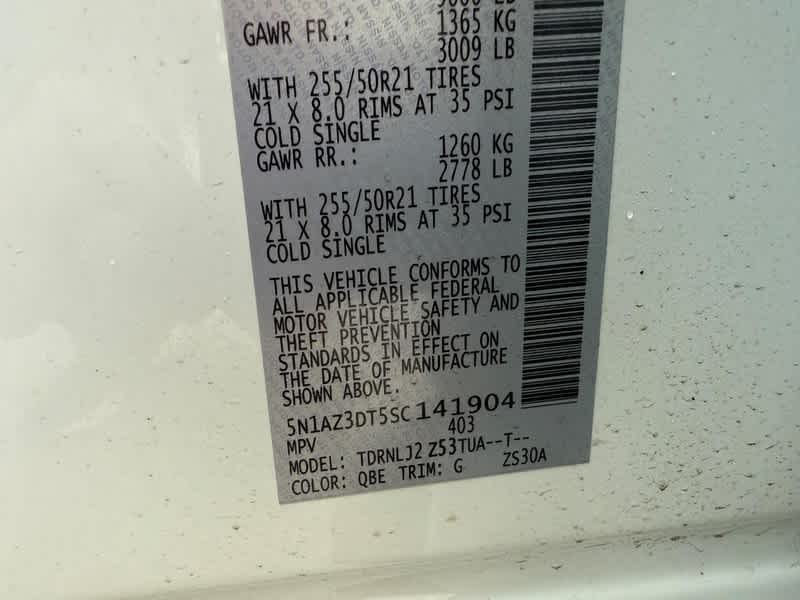 GAWR FR.: 1365 KG
3009 LB
WITH 255/50R21 TIRES
21 X 8.0 RIMS AT 35 PSI
COLD SINGLE
GAWR RR.: 1260 KG
2778 LB
WITH 255/50R21 TIRES
21 X 8.0 RIMS AT 35 PSI
COLD SINGLE
THIS VEHICLE CONFORMS TO
ALL APPLICABLE FEDERAL
MOTOR VEHICLE SAFETY AND
THEFT PREVENTION
STANDARDS IN EFFECT ON
THE DATE OF MANUFACTURE
SHOWN ABOVE.
5N1AZ3DT5SC141904
MPV 403
MODEL: TDRNLJ2 Z53TUA--T--
COLOR: QBE TRIM: G ZS30A